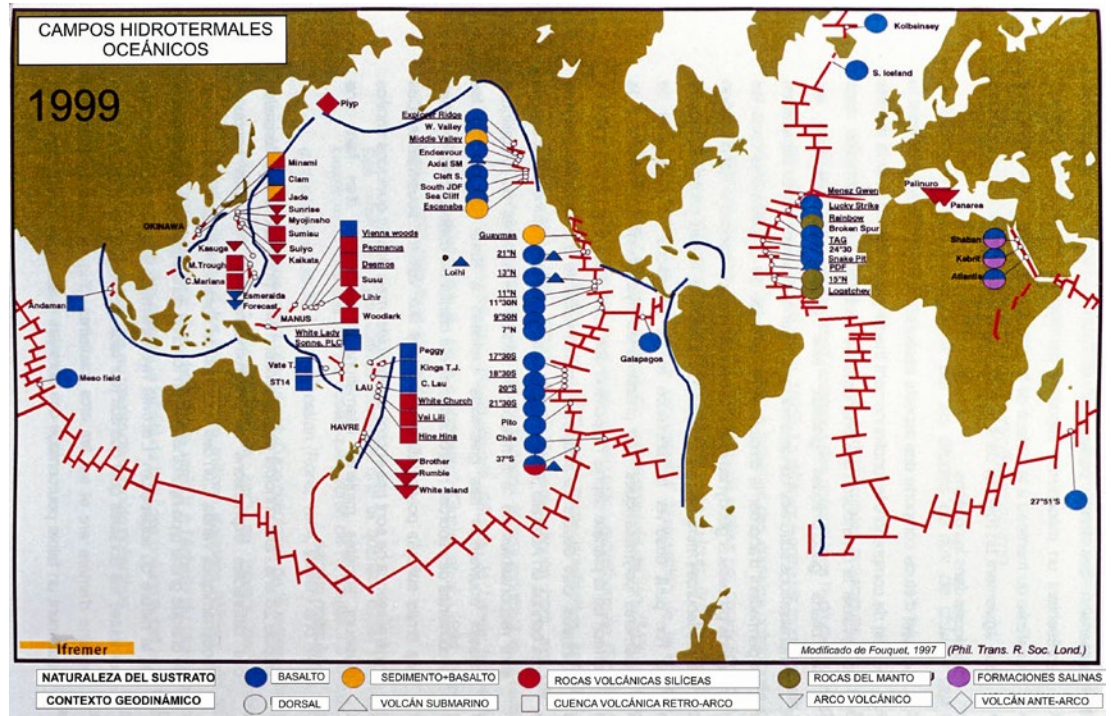 CAMPOS HIDROTERMALES
OCEÁNICOS
1999
Kolbainsey
S. Iceland
Piyp
Explorer Ridge
W. Valley
Middle Valley
Endeavour
Axial SM
Cleft S.
South JDF
Sea Cliff
Escanaba
Minami
Clam
Jade
Sunrise
Myojinsho
Sumisu
Suiyo
Kaikata
OKINAWA
Kasuga
M.Trough
C.Mariana
Esmeralda
Forecast
Vienna woods
Pacmanus
Desmos
Susu
Lihir
Woodlark
MANUS
Loihi
Guaymas
21°N
13°N
11°N
11°30N
9°50N
7°N
Galapagos
Menez Gwen
Lucky Strike
Rainbow
Broken Spur
TAG
24°30
Snake Pit
PDF
15°N
Logatchev
Palinuro
Panarea
Shaban
Kebrit
Atlantis
Andaman
Meso field
White Lady
Sonne, PLC
Vate T.
ST14
LAU
Peggy
Kings T.J.
C. Lau
White Church
Vai Lili
Hine Hina
HAVRE
Brother
Rumble
White Island
17°30S
18°30S
20°S
21°30S
Pito
Chile
37°S
27°51'S
Ifremer
Modificado de Fouquet, 1997 (Phil. Trans. R. Soc. Lond.)
NATURALEZA DEL SUSTRATO
BASALTO
SEDIMENTO+BASALTO
ROCAS VOLCÁNICAS SILÍCEAS
ROCAS DEL MANTO
FORMACIONES SALINAS
CONTEXTO GEODINÁMICO
DORSAL
VOLCÁN SUBMARINO
CUENCA VOLCÁNICA RETRO-ARCO
ARCO VOLCÁNICO
VOLCÁN ANTE-ARCO